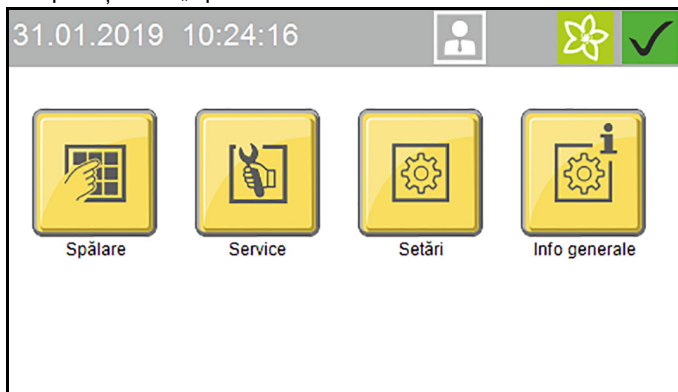 31.01.2019 10:24:16
Spălare
Service
Setări
Info generale